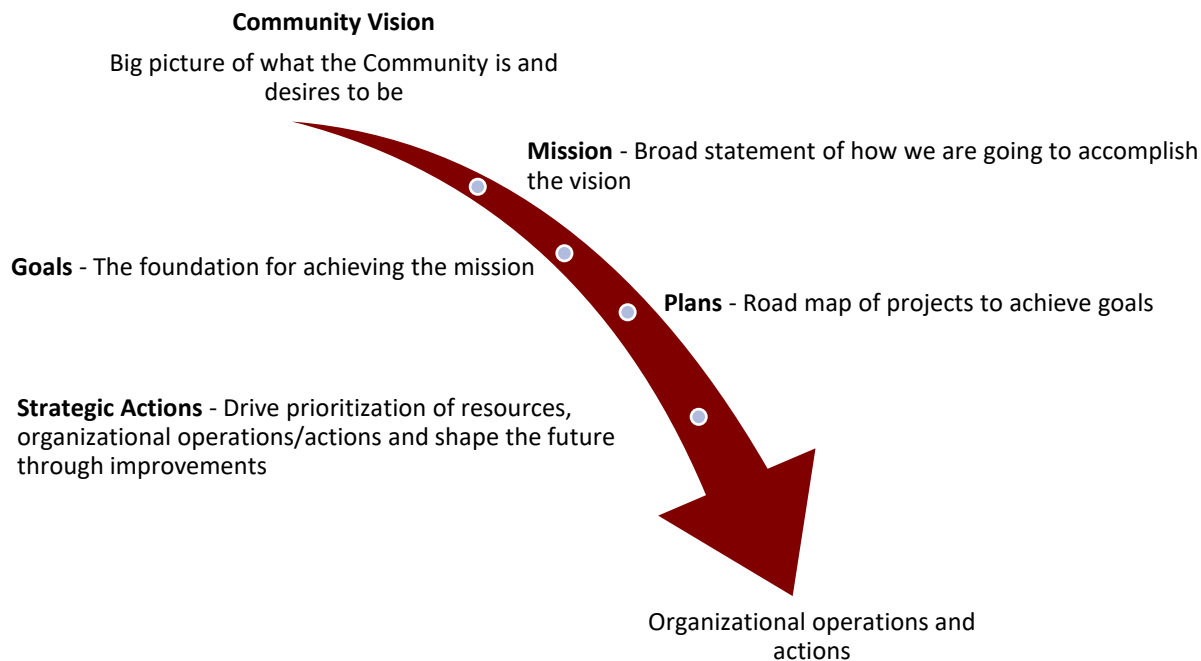 Community Vision
Big picture of what the Community is and
desires to be
Mission - Broad statement of how we are going to accomplish
the vision
Goals - The foundation for achieving the mission
Plans - Road map of projects to achieve goals
Strategic Actions - Drive prioritization of resources,
organizational operations/actions and shape the future
through improvements
Organizational operations and
actions